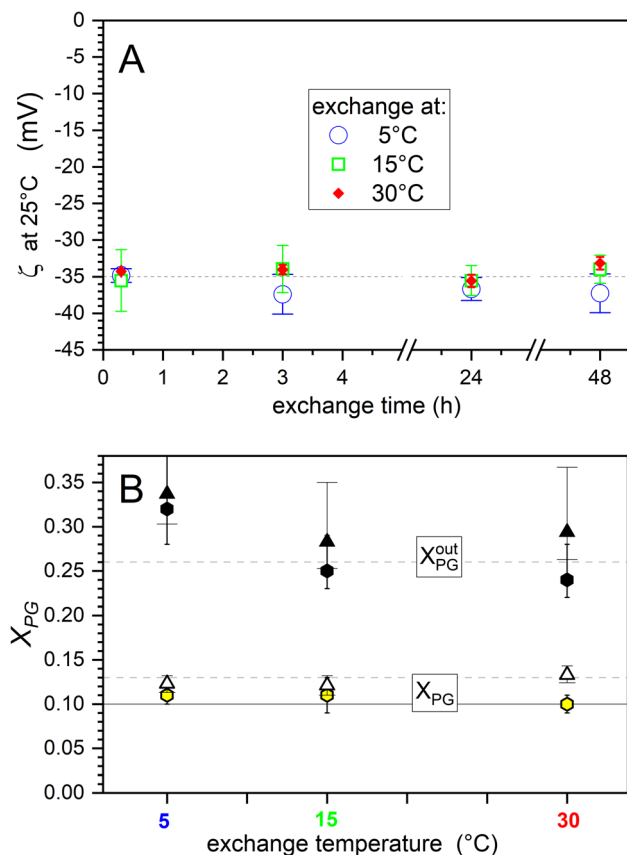 0
-5
-10
-15
-20
-25
-30
-35
-40
-45
ζ at 25°C (mV)
A
exchange at:
5°C
15°C
30°C
0 1 2 3 4 24 48
exchange time (h)
B
0.35
0.30
0.25
0.20
0.15
0.10
0.05
0.00
X_PG
X_PG^out
X_PG
5 15 30
exchange temperature (°C)